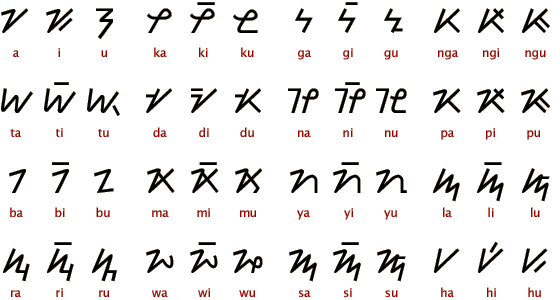 ᜠ ᜡ ᜢ ᜣ ᜣᜲ ᜣᜳ ᜤ ᜤᜲ ᜤᜳ ᜥ ᜥᜲ ᜥᜳ
a i u ka ki ku ga gi gu nga ngi ngu
ᜦ ᜦᜲ ᜦᜳ ᜧ ᜧᜲ ᜧᜳ ᜨ ᜨᜲ ᜨᜳ ᜩ ᜩᜲ ᜩᜳ
ta ti tu da di du na ni nu pa pi pu
ᜪ ᜪᜲ ᜪᜳ ᜫ ᜫᜲ ᜫᜳ ᜬ ᜬᜲ ᜬᜳ ᜮ ᜮᜲ ᜮᜳ
ba bi bu ma mi mu ya yi yu la li lu
ᜭ ᜭᜲ ᜭᜳ ᜯ ᜯᜲ ᜯᜳ ᜰ ᜰᜲ ᜰᜳ ᜱ ᜱᜲ ᜱᜳ
ra ri ru wa wi wu sa si su ha hi hu